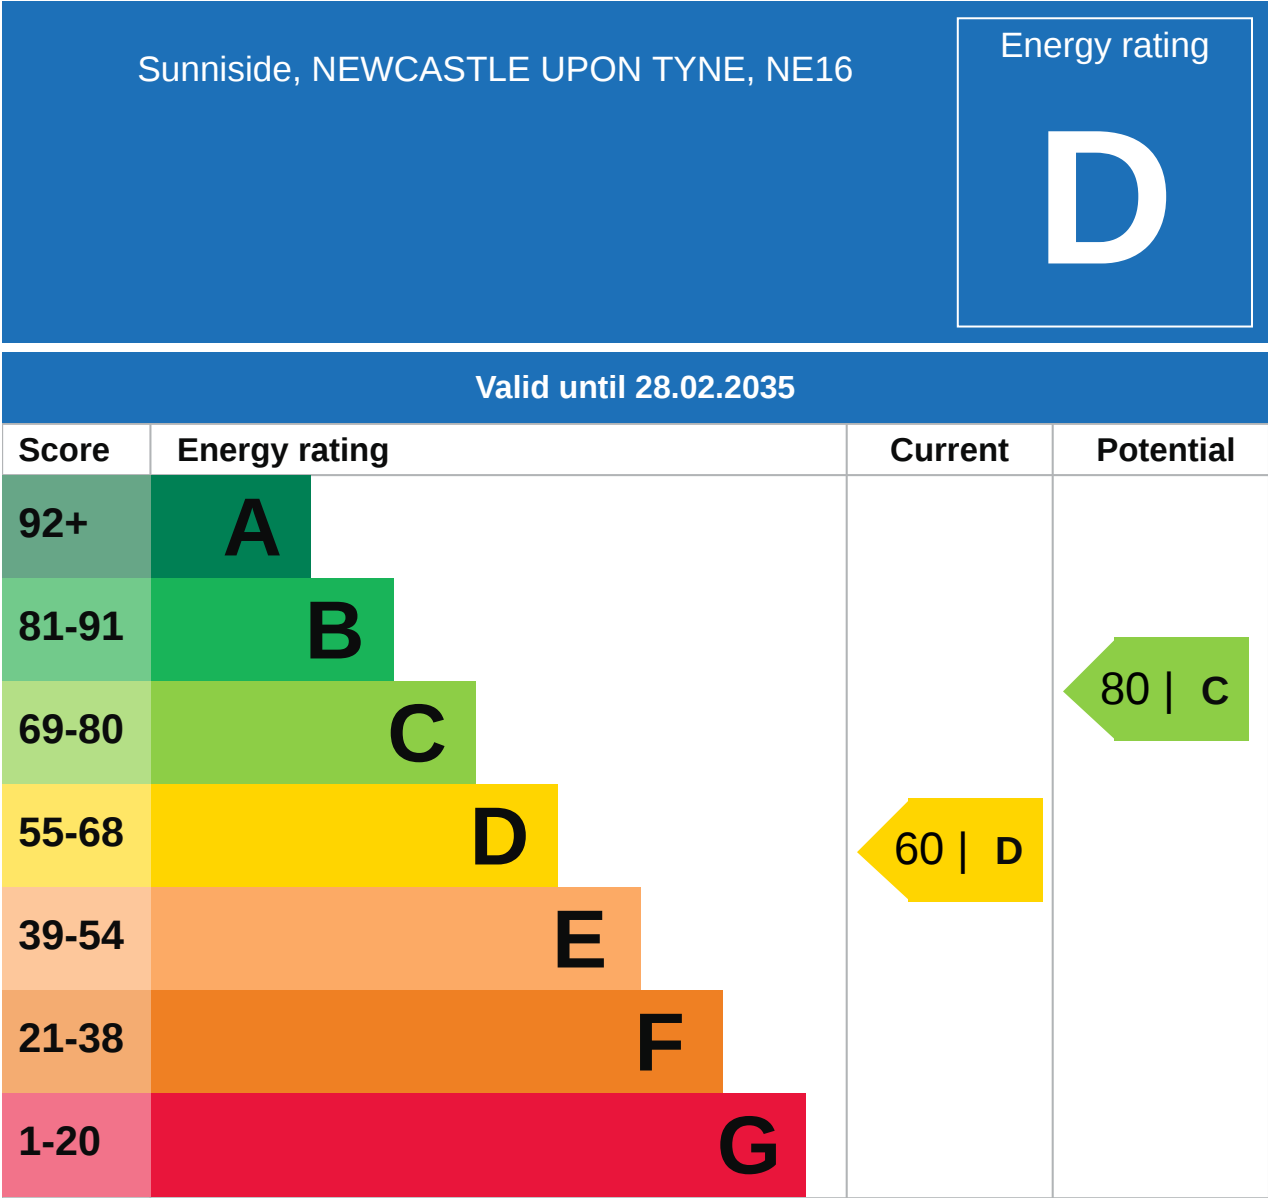 Sunniside, NEWCASTLE UPON TYNE, NE16
Energy rating
D
Valid until 28.02.2035
Score Energy rating Current Potential
92+ A
81-91 B
69-80 C
80 | C
55-68 D
60 | D
39-54 E
21-38 F
1-20 G